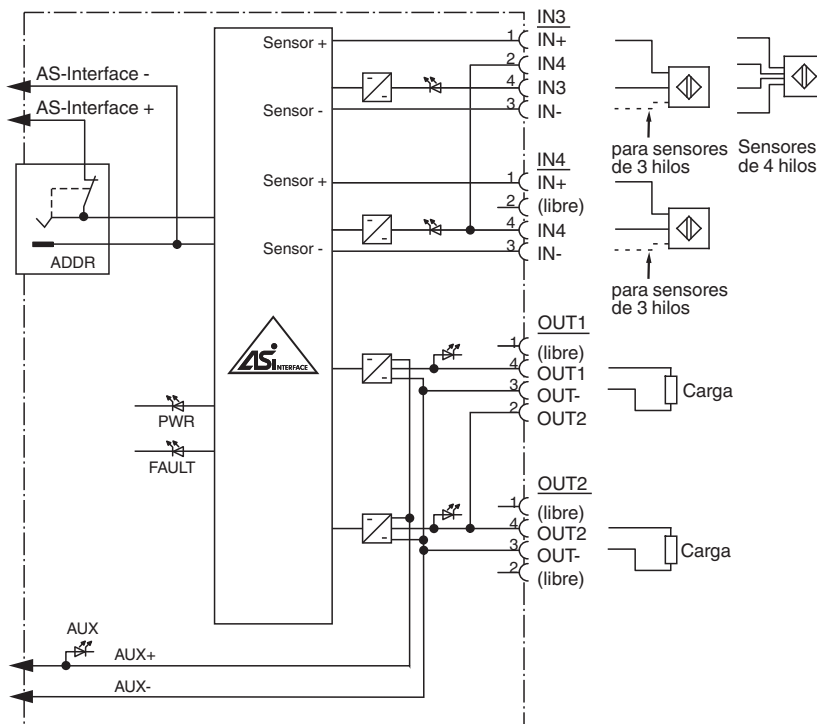 IN3
Sensor + 1 IN+
2 IN4
AS-Interface -
4 IN3
AS-Interface +
Sensor - 3 IN-
para sensores
de 3 hilos
Sensores
de 4 hilos
IN4
Sensor + 1 IN+
2 (libre)
4 IN4
Sensor - 3 IN-
ADDR
para sensores
de 3 hilos
OUT1
1 (libre)
ASi INTERFACE
4 OUT1
3 OUT-
Carga
2 OUT2
PWR
FAULT
OUT2
1 (libre)
4 OUT2
3 OUT-
Carga
2 (libre)
AUX
AUX+
AUX-